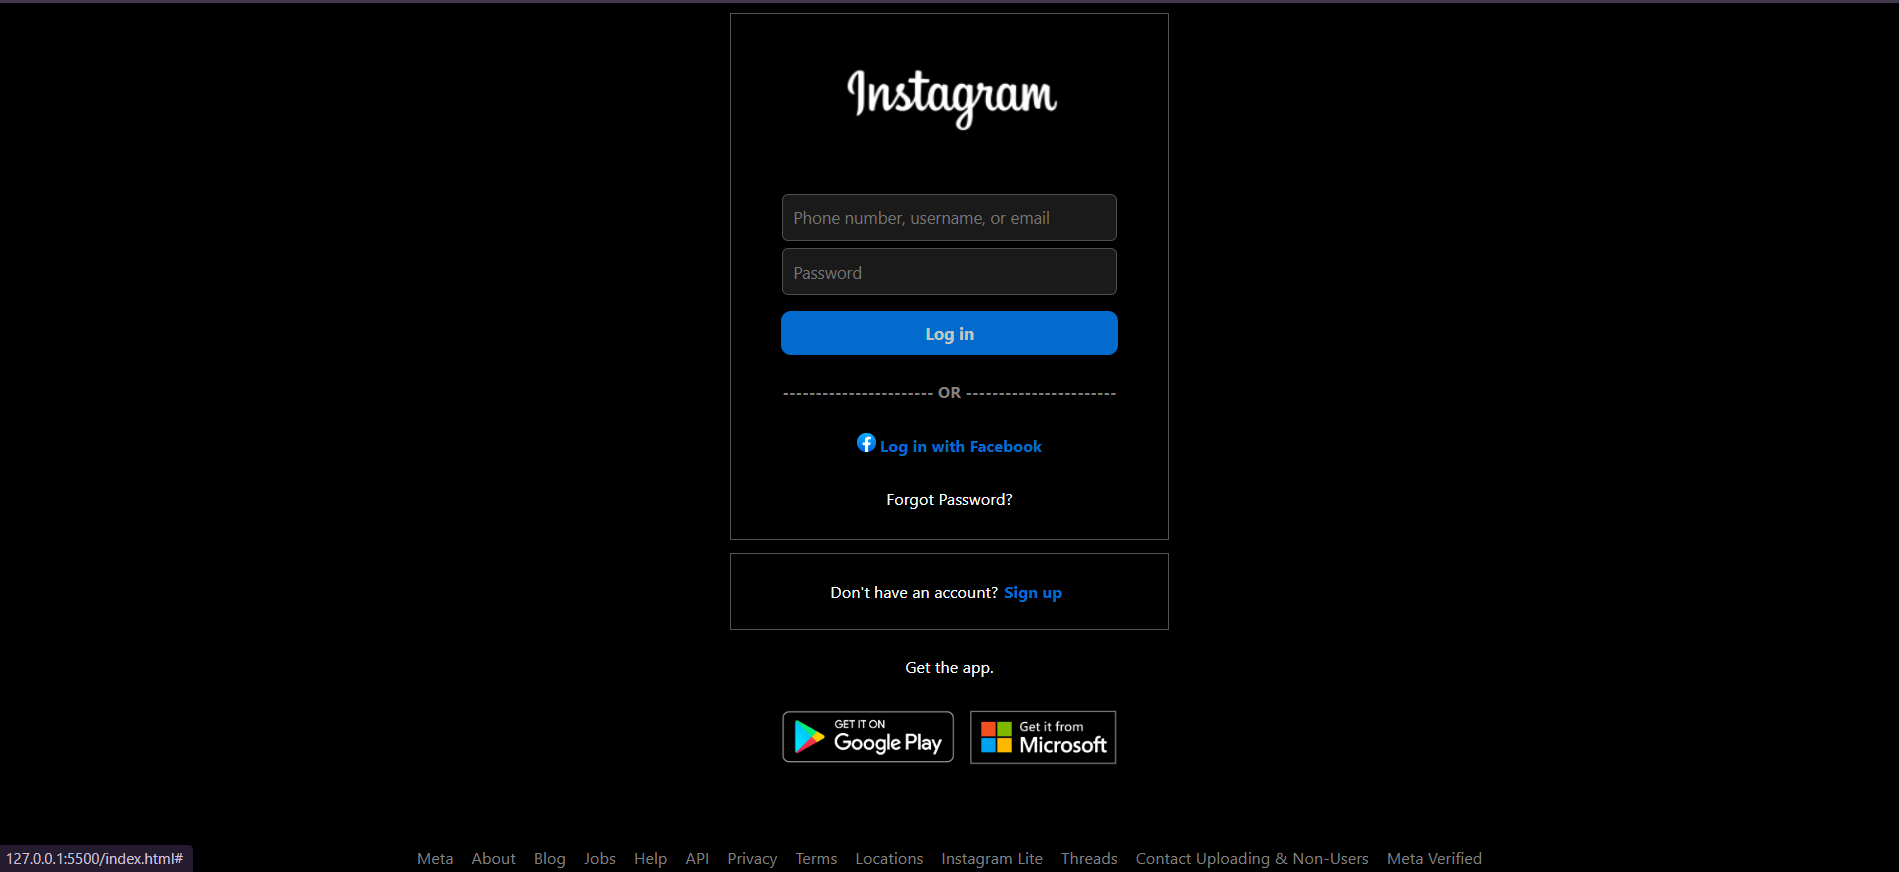 Instagram
Phone number, username, or email
Password
Log in
----------------------- OR -----------------------
Log in with Facebook
Forgot Password?
Don't have an account? Sign up
Get the app.
GET IT ON
Google Play
Get it from
Microsoft
127.0.0.1:5500/index.html#
Meta About Blog Jobs Help API Privacy Terms Locations Instagram Lite Threads Contact Uploading & Non-Users Meta Verified